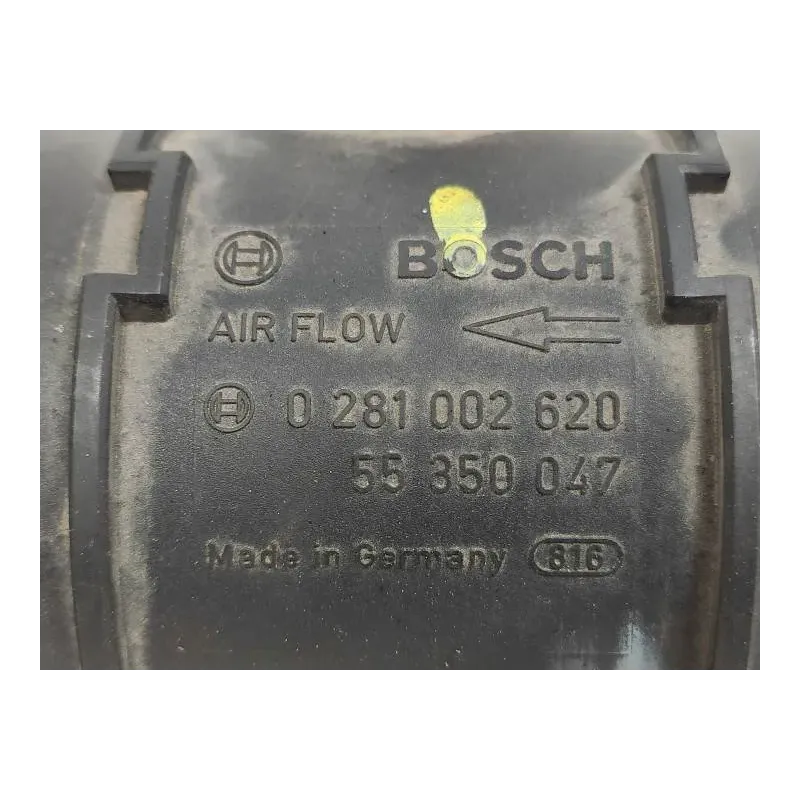 BOSCH
AIR FLOW
0 281 002 620
55 350 047
Made in Germany 816